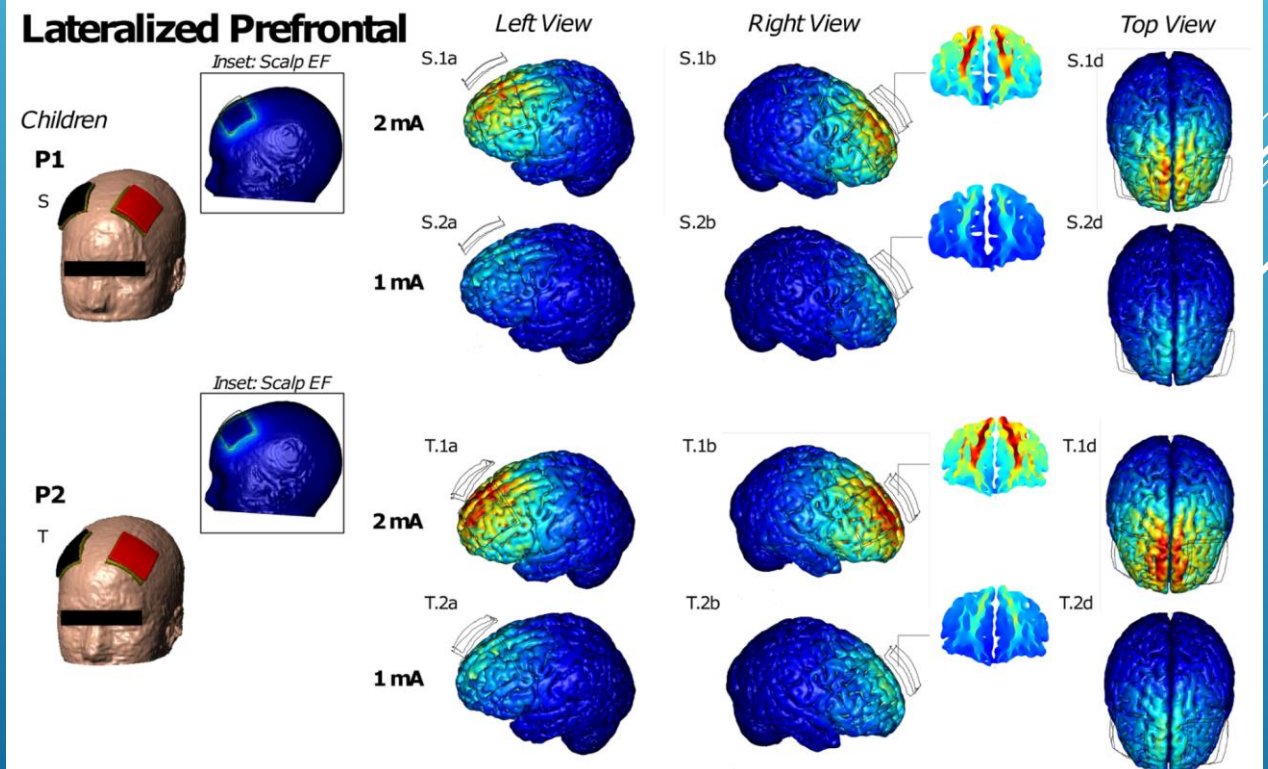 Lateralized Prefrontal
Left View
Right View
Top View
Inset: Scalp EF
S.1a
S.1b
S.1d
Children
2 mA
P1
S
S.2a
S.2b
S.2d
1 mA
Inset: Scalp EF
T.1a
T.1b
T.1d
P2
2 mA
T
T.2a
T.2b
T.2d
1 mA